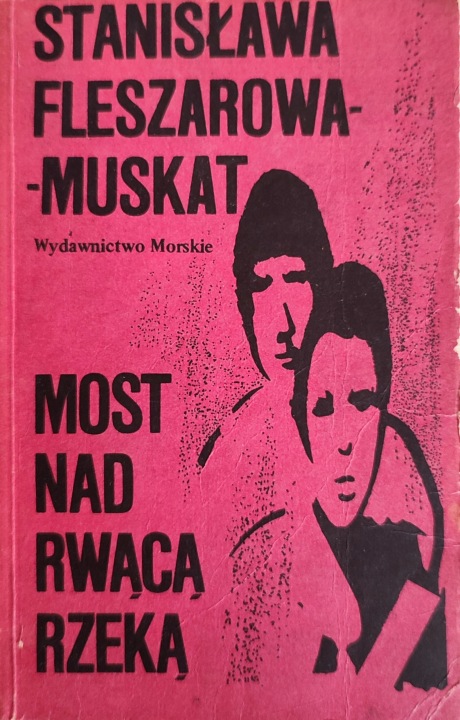 STANISŁAWA
FLESZAROWA-
-MUSKAT
Wydawnictwo Morskie
MOST
NAD
RWĄCĄ
RZEKĄ